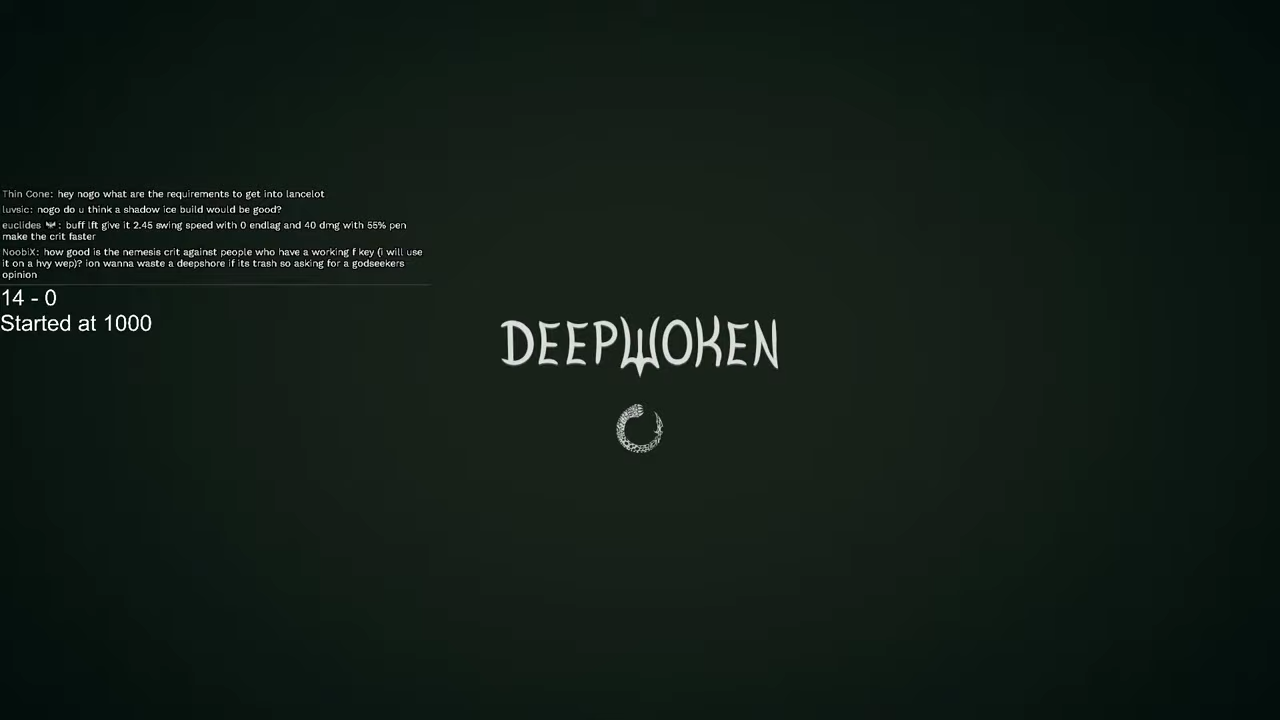 Thin Cone: hey nogo what are the requirements to get into lancelot
luvsic: nogo do u think a shadow ice build would be good?
euclides : buff lft give it 2.45 swing speed with 0 endlag and 40 dmg with 55% pen
make the crit faster
NoobiX: how good is the nemesis crit against people who have a working f key (i will use
it on a hvy wep)? ion wanna waste a deepshore if its trash so asking for a godseekers
opinion
14 - 0
Started at 1000
DEEPWOKEN